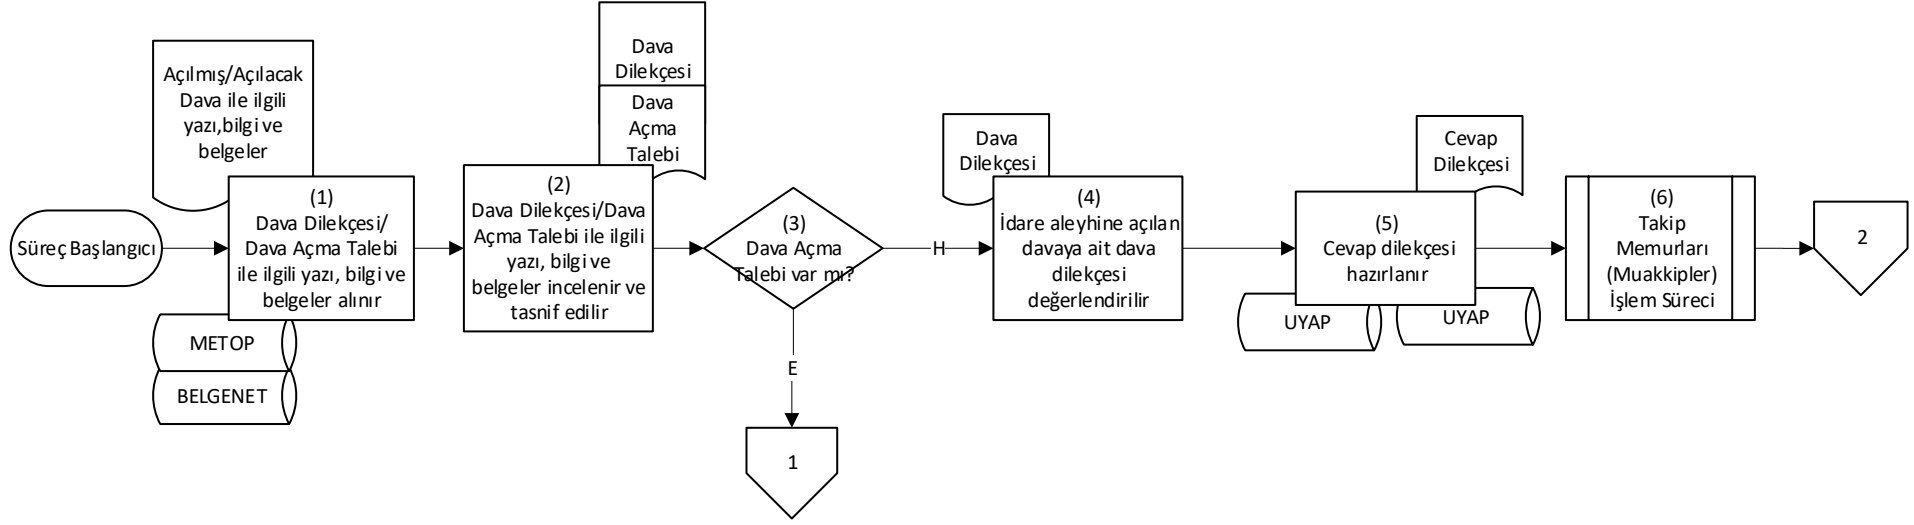 Süreç Başlangıcı
Açılmış/Açılacak
Dava ile ilgili
yazı,bilgi ve
belgeler
(1)
Dava Dilekçesi/
Dava Açma Talebi
ile ilgili yazı, bilgi ve
belgeler alınır
METOP
BELGENET
Dava
Dilekçesi
Dava
Açma
Talebi
(2)
Dava Dilekçesi/Dava
Açma Talebi ile ilgili
yazı, bilgi ve
belgeler incelenir ve
tasnif edilir
(3)
Dava Açma
Talebi var mı?
E
1
H
Dava
Dilekçesi
(4)
İdare aleyhine açılan
davaya ait dava
dilekçesi
değerlendirilir
Cevap
Dilekçesi
(5)
Cevap dilekçesi
hazırlanır
UYAP
UYAP
(6)
Takip
Memurları
(Muakkipler)
İşlem Süreci
2